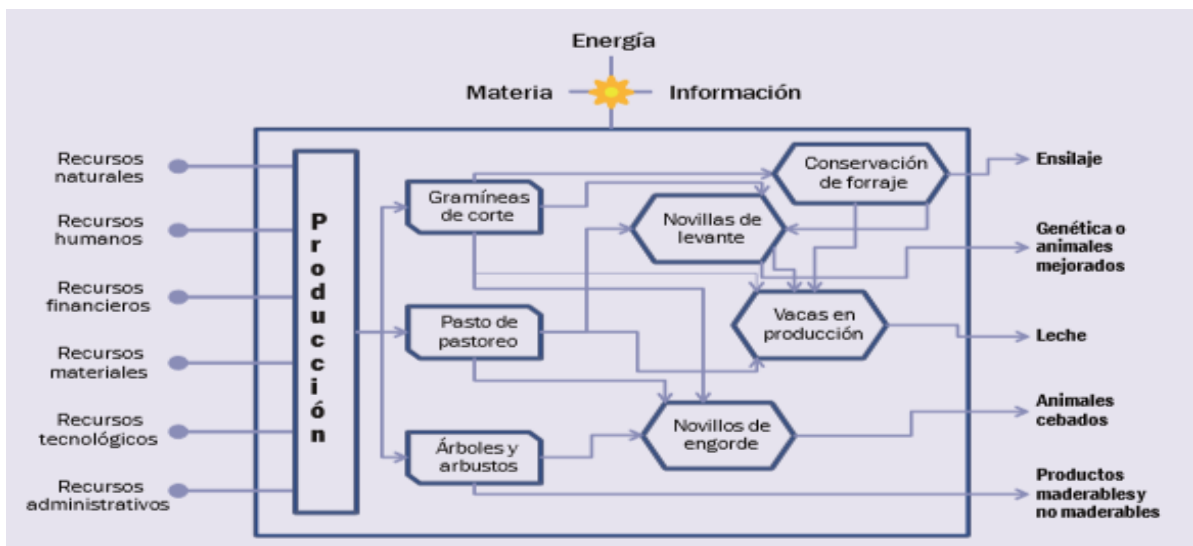 Energía
Materia
Información
Recursos
naturales
Recursos
humanos
Recursos
financieros
Recursos
materiales
Recursos
tecnológicos
Recursos
administrativos
Producción
Gramíneas
de corte
Pasto de
pastoreo
Árboles y
arbustos
Conservación
de forraje
Novillas de
levante
Vacas en
producción
Novillos de
engorde
Ensilaje
Genética o
animales
mejorados
Leche
Animales
cebados
Productos
maderables y
no maderables